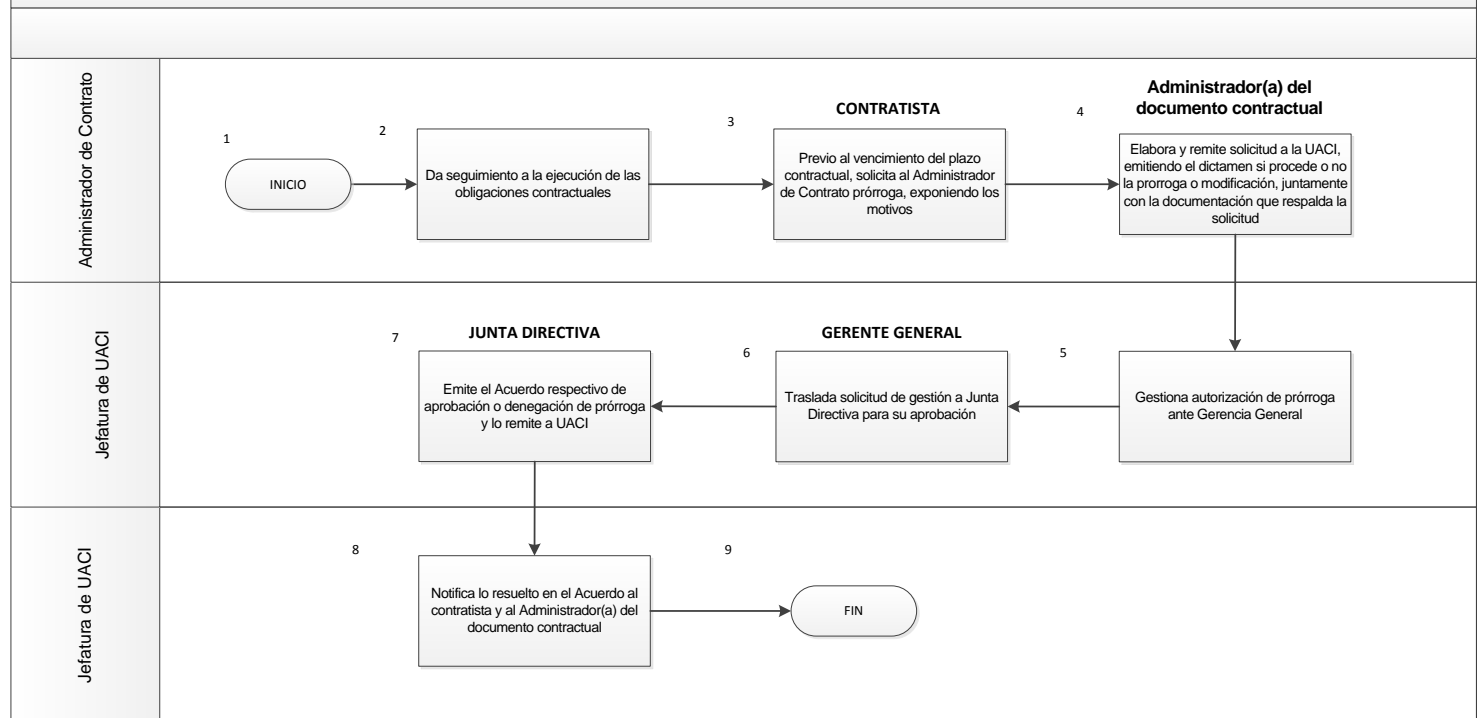 Administrador de Contrato
1
INICIO
2
Da seguimiento a la ejecución de las
obligaciones contractuales
3
CONTRATISTA
Previo al vencimiento del plazo
contractual, solicita al Administrador
de Contrato prórroga, exponiendo los
motivos
4
Administrador(a) del
documento contractual
Elabora y remite solicitud a la UACI,
emitiendo el dictamen si procede o no
la prorroga o modificación, juntamente
con la documentación que respalda la
solicitud
Jefatura de UACI
7
JUNTA DIRECTIVA
Emite el Acuerdo respectivo de
aprobación o denegación de prórroga
y lo remite a UACI
6
GERENTE GENERAL
Traslada solicitud de gestión a Junta
Directiva para su aprobación
5
Gestiona autorización de prórroga
ante Gerencia General
Jefatura de UACI
8
Notifica lo resuelto en el Acuerdo al
contratista y al Administrador(a) del
documento contractual
9
FIN